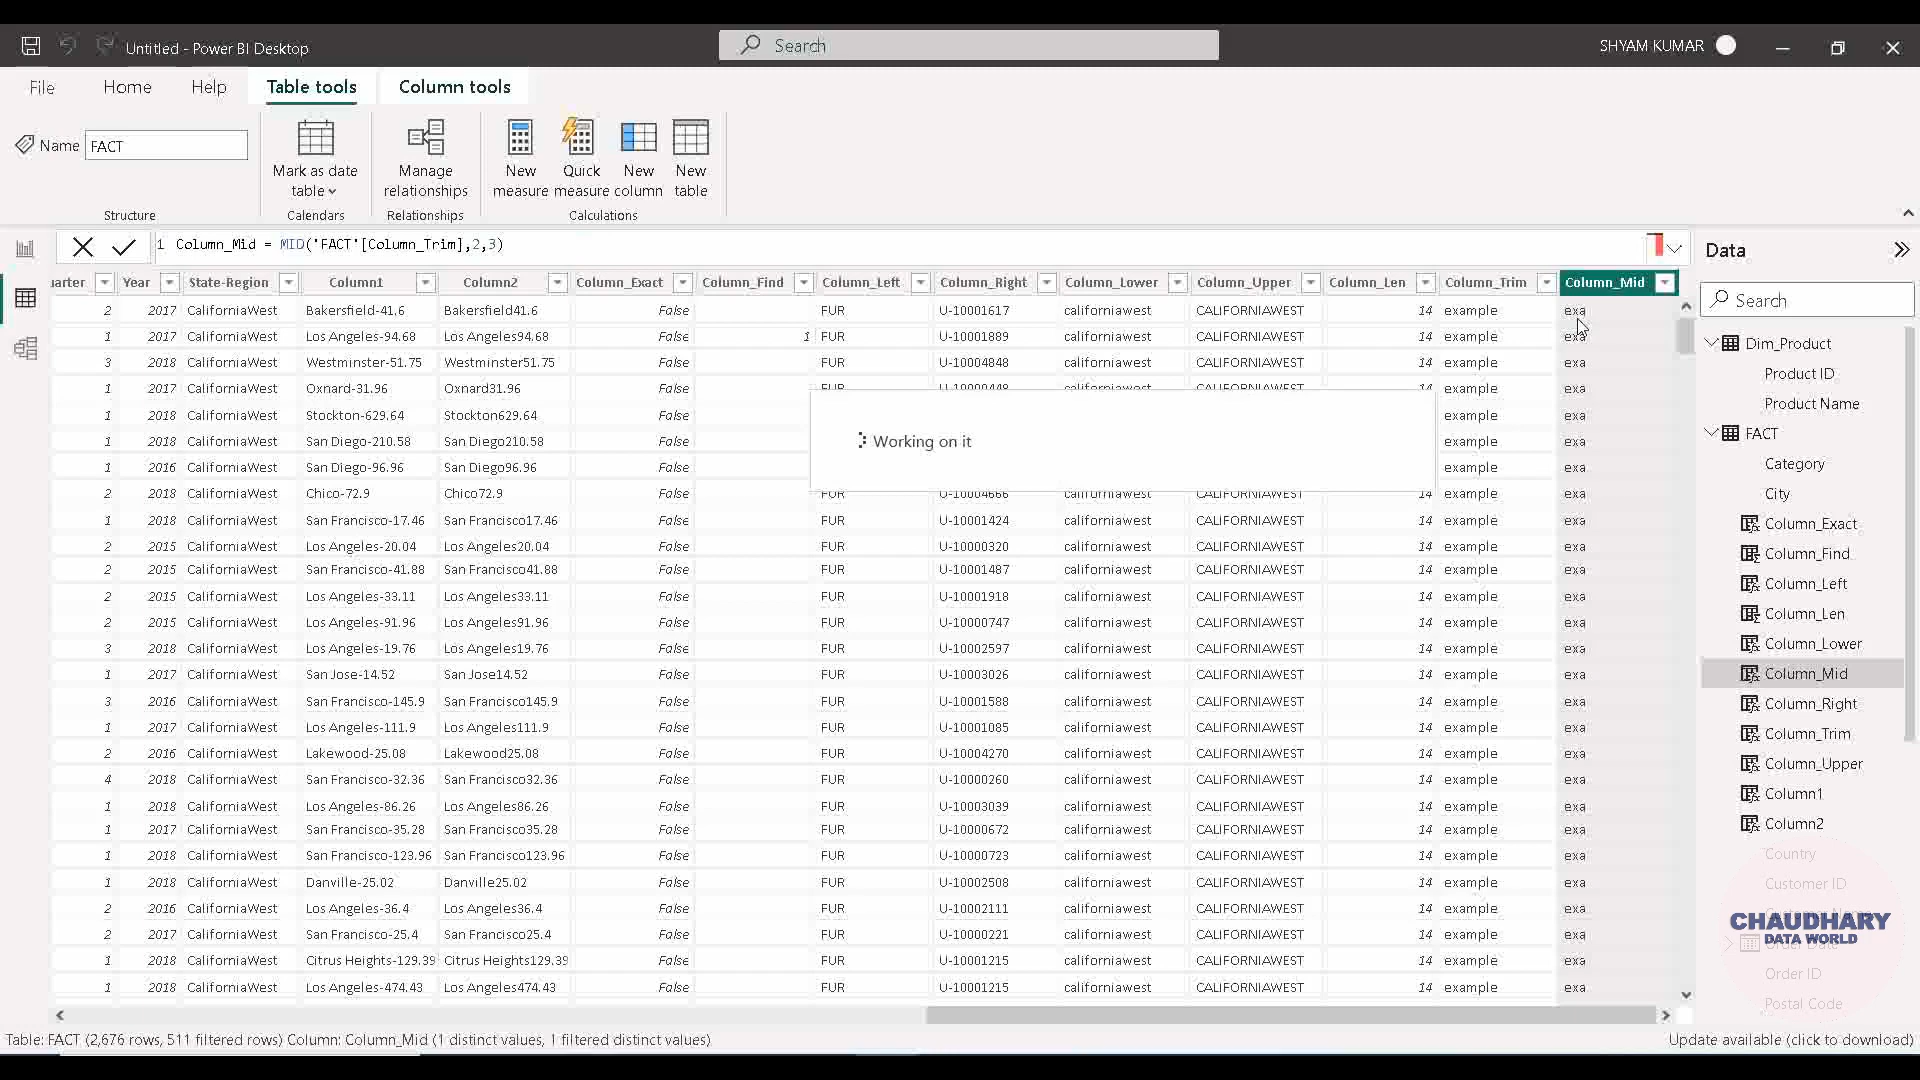 Untitled - Power BI Desktop
Search
SHYAM KUMAR
File Home Help Table tools Column tools
Name FACT
Mark as date table
Manage relationships
New measure
Quick measure
New column
New table
Structure Calendars Relationships Calculations
1 Column_Mid = MID('FACT'[Column_Trim],2,3)
uarter Year State-Region Column1 Column2 Column_Exact Column_Find Column_Left Column_Right Column_Lower Column_Upper Column_Len Column_Trim Column_Mid
2 2017 CaliforniaWest Bakersfield-41.6 Bakersfield41.6 False FUR U-10001617 californiawest CALIFORNIAWEST 14 example exa
1 2017 CaliforniaWest Los Angeles-94.68 Los Angeles94.68 False 1 FUR U-10001889 californiawest CALIFORNIAWEST 14 example exa
3 2018 CaliforniaWest Westminster-51.75 Westminster51.75 False FUR U-10004848 californiawest CALIFORNIAWEST 14 example exa
1 2017 CaliforniaWest Oxnard-31.96 Oxnard31.96 False FUR U-10000449 californiawest CALIFORNIAWEST 14 example exa
1 2018 CaliforniaWest Stockton-629.64 Stockton629.64 False example exa
1 2018 CaliforniaWest San Diego-210.58 San Diego210.58 False example exa
1 2016 CaliforniaWest San Diego-96.96 San Diego96.96 False example exa
2 2018 CaliforniaWest Chico-72.9 Chico72.9 False FUR U-10004666 californiawest CALIFORNIAWEST 14 example exa
1 2018 CaliforniaWest San Francisco-17.46 San Francisco17.46 False FUR U-10001424 californiawest CALIFORNIAWEST 14 example exa
2 2015 CaliforniaWest Los Angeles-20.04 Los Angeles20.04 False FUR U-10000320 californiawest CALIFORNIAWEST 14 example exa
2 2015 CaliforniaWest San Francisco-41.88 San Francisco41.88 False FUR U-10001487 californiawest CALIFORNIAWEST 14 example exa
2 2015 CaliforniaWest Los Angeles-33.11 Los Angeles33.11 False FUR U-10001918 californiawest CALIFORNIAWEST 14 example exa
2 2015 CaliforniaWest Los Angeles-91.96 Los Angeles91.96 False FUR U-10000747 californiawest CALIFORNIAWEST 14 example exa
3 2018 CaliforniaWest Los Angeles-19.76 Los Angeles19.76 False FUR U-10002597 californiawest CALIFORNIAWEST 14 example exa
1 2017 CaliforniaWest San Jose-14.52 San Jose14.52 False FUR U-10003026 californiawest CALIFORNIAWEST 14 example exa
3 2016 CaliforniaWest San Francisco-145.9 San Francisco145.9 False FUR U-10001588 californiawest CALIFORNIAWEST 14 example exa
1 2017 CaliforniaWest Los Angeles-111.9 Los Angeles111.9 False FUR U-10001085 californiawest CALIFORNIAWEST 14 example exa
2 2016 CaliforniaWest Lakewood-25.08 Lakewood25.08 False FUR U-10004270 californiawest CALIFORNIAWEST 14 example exa
4 2018 CaliforniaWest San Francisco-32.36 San Francisco32.36 False FUR U-10000260 californiawest CALIFORNIAWEST 14 example exa
1 2018 CaliforniaWest Los Angeles-86.26 Los Angeles86.26 False FUR U-10003039 californiawest CALIFORNIAWEST 14 example exa
1 2017 CaliforniaWest San Francisco-35.28 San Francisco35.28 False FUR U-10000672 californiawest CALIFORNIAWEST 14 example exa
1 2018 CaliforniaWest San Francisco-123.96 San Francisco123.96 False FUR U-10000723 californiawest CALIFORNIAWEST 14 example exa
1 2018 CaliforniaWest Danville-25.02 Danville25.02 False FUR U-10002508 californiawest CALIFORNIAWEST 14 example exa
2 2016 CaliforniaWest Los Angeles-36.4 Los Angeles36.4 False FUR U-10002111 californiawest CALIFORNIAWEST 14 example exa
2 2017 CaliforniaWest San Francisco-25.4 San Francisco25.4 False FUR U-10000221 californiawest CALIFORNIAWEST 14 example exa
1 2018 CaliforniaWest Citrus Heights-129.39 Citrus Heights129.39 False FUR U-10001215 californiawest CALIFORNIAWEST 14 example exa
1 2018 CaliforniaWest Los Angeles-474.43 Los Angeles474.43 False FUR U-10001215 californiawest CALIFORNIAWEST 14 example exa
Working on it
Data
Search
Dim_Product
Product ID
Product Name
FACT
Category
City
Column_Exact
Column_Find
Column_Left
Column_Len
Column_Lower
Column_Mid
Column_Right
Column_Trim
Column_Upper
Column1
Column2
Country
Customer ID
CHAUDHARY
DATA WORLD
Order Date
Order ID
Postal Code
Table: FACT (2,676 rows, 511 filtered rows) Column: Column_Mid (1 distinct values, 1 filtered distinct values)
Update available (click to download)